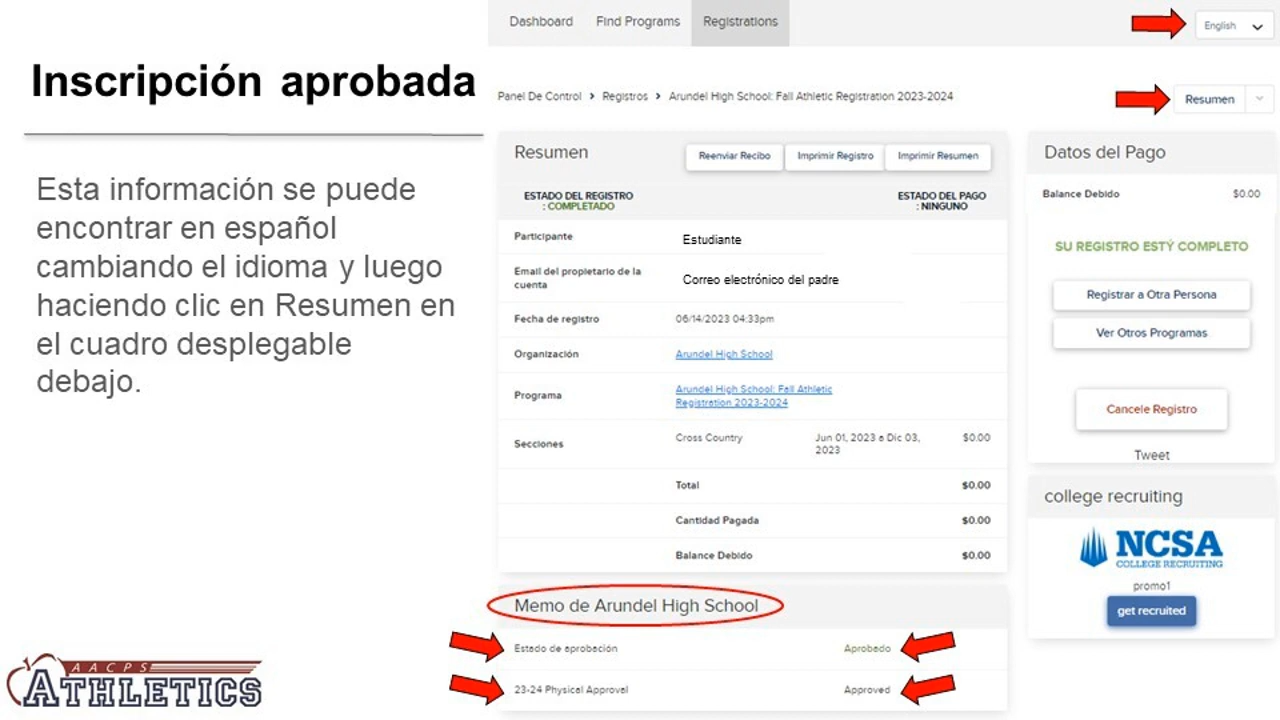 Inscripción aprobada
Esta información se puede
encontrar en español
cambiando el idioma y luego
haciendo clic en Resumen en
el cuadro desplegable
debajo.
AACPS
ATHLETICS
Dashboard Find Programs Registrations
English
Panel De Control > Registros > Arundel High School: Fall Athletic Registration 2023-2024
Resumen
Resumen
Reenviar Recibo Imprimir Registro Imprimir Resumen
ESTADO DEL REGISTRO ESTADO DEL PAGO
: COMPLETADO : NINGUNO
Participante Estudiante
Email del propietario de la
cuenta Correo electrónico del padre
Fecha de registro 06/14/2023 04:33pm
Organización Arundel High School
Programa Arundel High School: Fall Athletic
Registration 2023-2024
Secciones Cross Country Jun 01, 2023 a Dic 03, $0.00
2023
Total $0.00
Cantidad Pagada $0.00
Balance Debido $0.00
Memo de Arundel High School
Estado de aprobación Aprobado
23-24 Physical Approval Approved
Datos del Pago
Balance Debido $0.00
SU REGISTRO ESTÝ COMPLETO
Registrar a Otra Persona
Ver Otros Programas
Cancele Registro
Tweet
college recruiting
NCSA
COLLEGE RECRUITING
promo1
get recruited